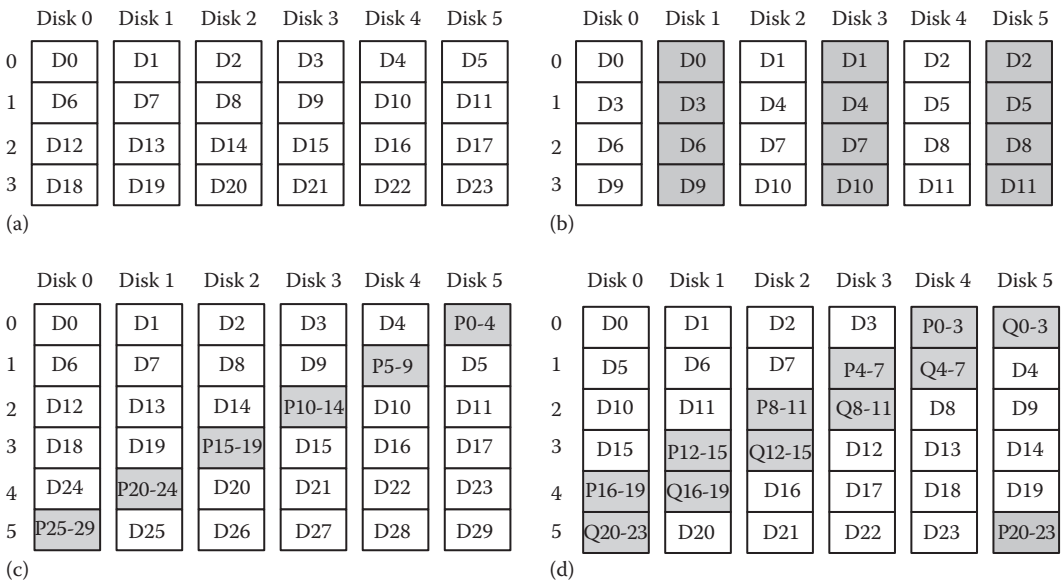 Disk 0 Disk 1 Disk 2 Disk 3 Disk 4 Disk 5
0 D0 D1 D2 D3 D4 D5
1 D6 D7 D8 D9 D10 D11
2 D12 D13 D14 D15 D16 D17
3 D18 D19 D20 D21 D22 D23
(a)
Disk 0 Disk 1 Disk 2 Disk 3 Disk 4 Disk 5
0 D0 D0 D1 D1 D2 D2
1 D3 D3 D4 D4 D5 D5
2 D6 D6 D7 D7 D8 D8
3 D9 D9 D10 D10 D11 D11
(b)
Disk 0 Disk 1 Disk 2 Disk 3 Disk 4 Disk 5
0 D0 D1 D2 D3 D4 P0-4
1 D6 D7 D8 D9 P5-9 D5
2 D12 D13 D14 P10-14 D10 D11
3 D18 D19 P15-19 D15 D16 D17
4 D24 P20-24 D20 D21 D22 D23
5 P25-29 D25 D26 D27 D28 D29
(c)
Disk 0 Disk 1 Disk 2 Disk 3 Disk 4 Disk 5
0 D0 D1 D2 D3 P0-3 Q0-3
1 D5 D6 D7 P4-7 Q4-7 D4
2 D10 D11 P8-11 Q8-11 D8 D9
3 D15 P12-15 Q12-15 D12 D13 D14
4 P16-19 Q16-19 D16 D17 D18 D19
5 Q20-23 D20 D21 D22 D23 P20-23
(d)